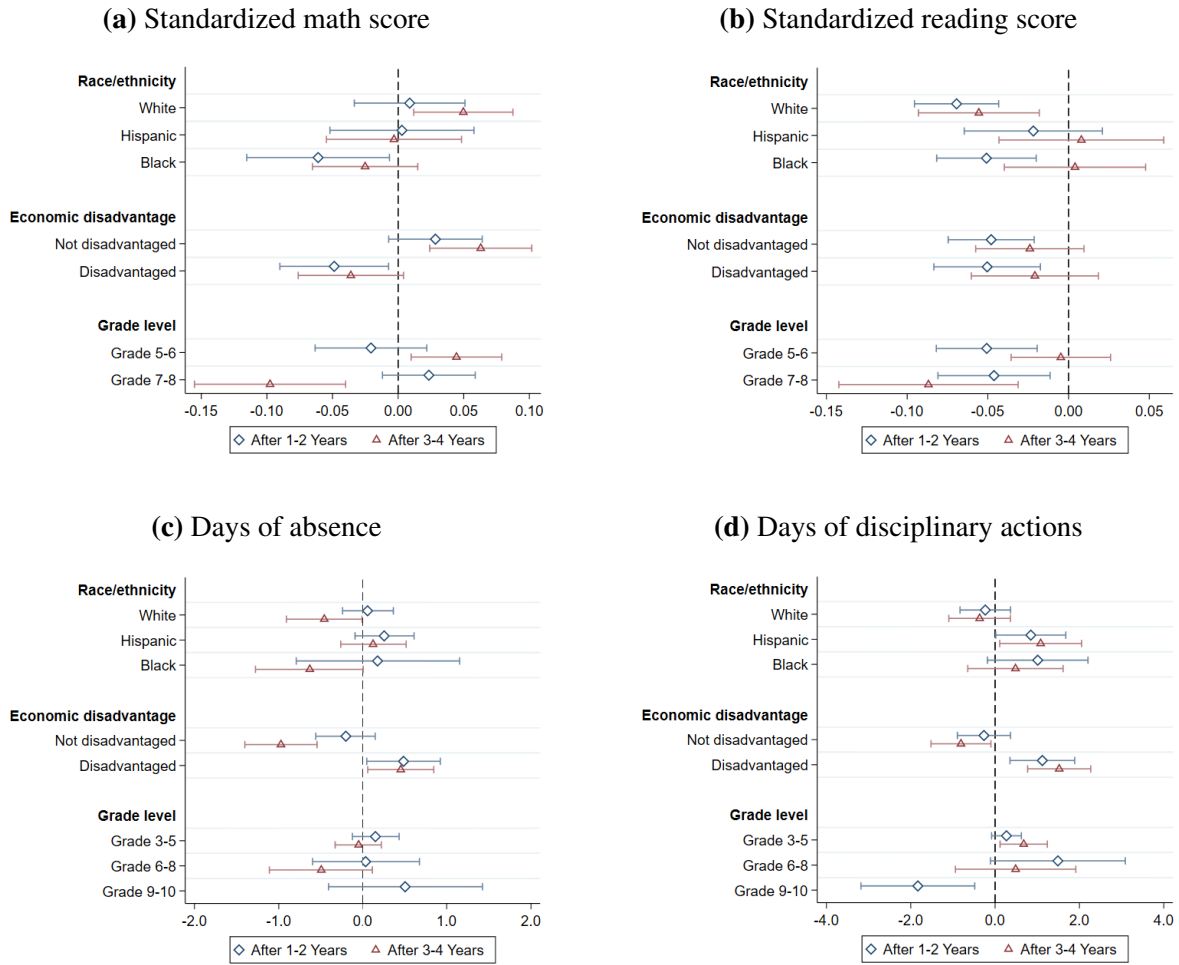 (a) Standardized math score
Race/ethnicity
White
Hispanic
Black
Economic disadvantage
Not disadvantaged
Disadvantaged
Grade level
Grade 5-6
Grade 7-8
-0.15 -0.10 -0.05 0.00 0.05 0.10
After 1-2 Years After 3-4 Years
(b) Standardized reading score
Race/ethnicity
White
Hispanic
Black
Economic disadvantage
Not disadvantaged
Disadvantaged
Grade level
Grade 5-6
Grade 7-8
-0.15 -0.10 -0.05 0.00 0.05
After 1-2 Years After 3-4 Years
(c) Days of absence
Race/ethnicity
White
Hispanic
Black
Economic disadvantage
Not disadvantaged
Disadvantaged
Grade level
Grade 3-5
Grade 6-8
Grade 9-10
-2.0 -1.0 0.0 1.0 2.0
After 1-2 Years After 3-4 Years
(d) Days of disciplinary actions
Race/ethnicity
White
Hispanic
Black
Economic disadvantage
Not disadvantaged
Disadvantaged
Grade level
Grade 3-5
Grade 6-8
Grade 9-10
-4.0 -2.0 0.0 2.0 4.0
After 1-2 Years After 3-4 Years